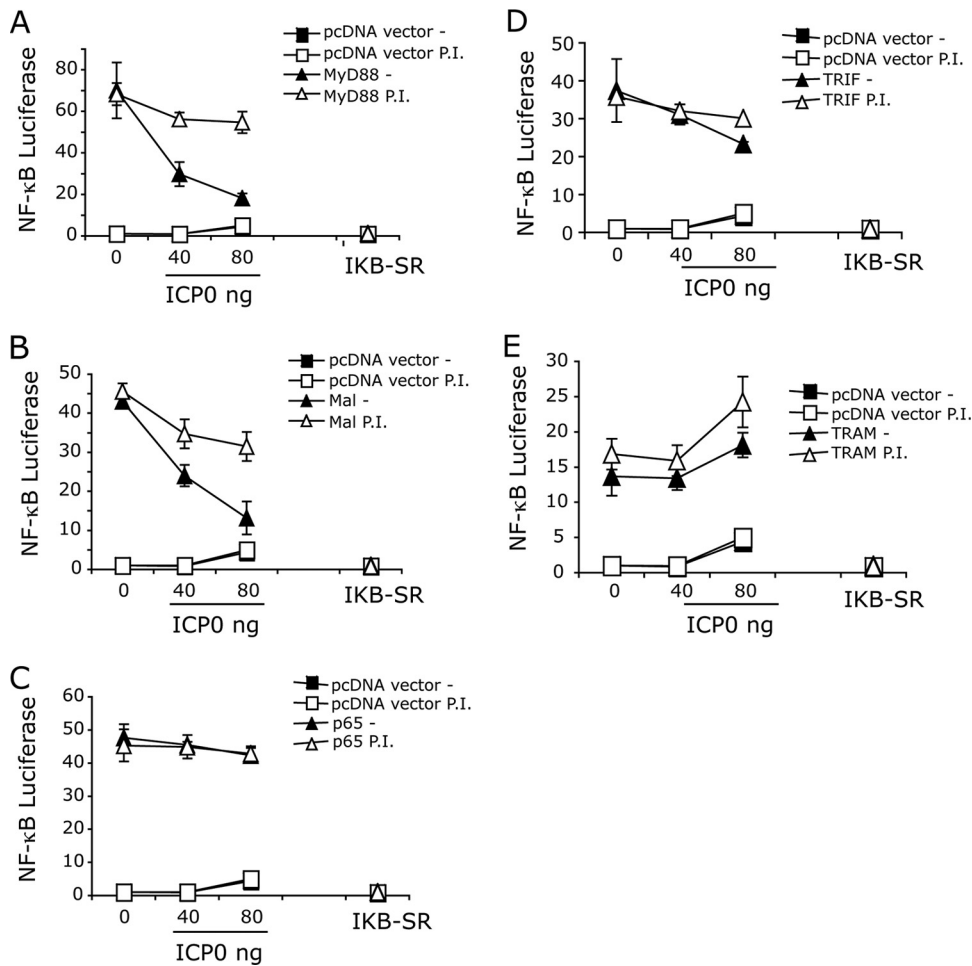 A
NF-κB Luciferase
pcDNA vector -
pcDNA vector P.I.
MyD88 -
MyD88 P.I.
80
60
40
20
0
0 40 80 IKB-SR
ICP0 ng
B
NF-κB Luciferase
pcDNA vector -
pcDNA vector P.I.
Mal -
Mal P.I.
50
40
30
20
10
0
0 40 80 IKB-SR
ICP0 ng
C
NF-κB Luciferase
pcDNA vector -
pcDNA vector P.I.
p65 -
p65 P.I.
60
50
40
30
20
10
0
0 40 80 IKB-SR
ICP0 ng
D
NF-κB Luciferase
pcDNA vector -
pcDNA vector P.I.
TRIF -
TRIF P.I.
50
40
30
20
10
0
0 40 80 IKB-SR
ICP0 ng
E
NF-κB Luciferase
pcDNA vector -
pcDNA vector P.I.
TRAM -
TRAM P.I.
30
25
20
15
10
5
0
0 40 80 IKB-SR
ICP0 ng